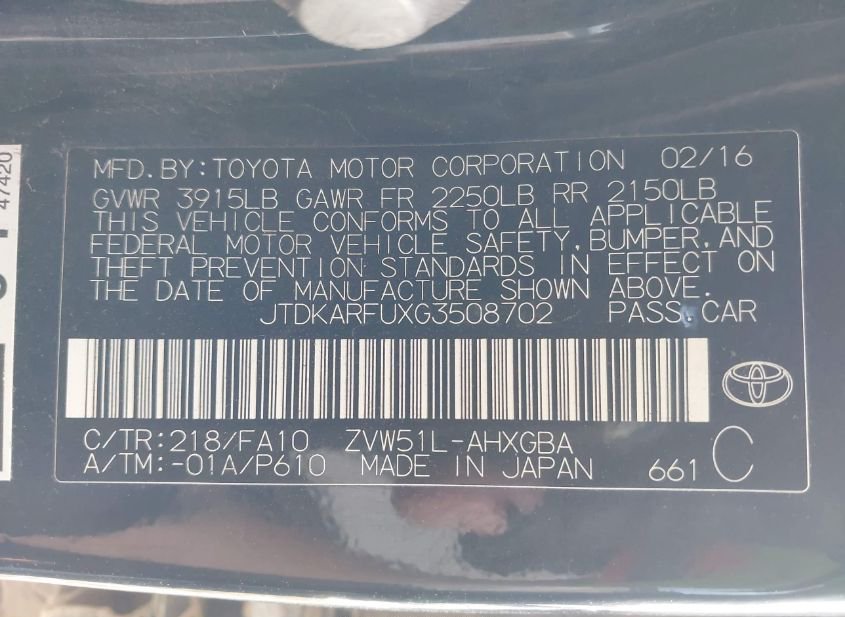 MFD.BY:TOYOTA MOTOR CORPORATION 02/16
GVWR 3915LB GAWR FR 2250LB RR 2150LB
THIS VEHICLE CONFORMS TO ALL APPLICABLE
FEDERAL MOTOR VEHICLE SAFETY,BUMPER,AND
THEFT PREVENTION STANDARDS IN EFFECT ON
THE DATE OF MANUFACTURE SHOWN ABOVE.
JTDKARFUXG3508702 PASS.CAR
C/TR:218/FA10 ZVW51L-AHXGBA
A/TM:-01A/P610 MADE IN JAPAN 661 C
47420